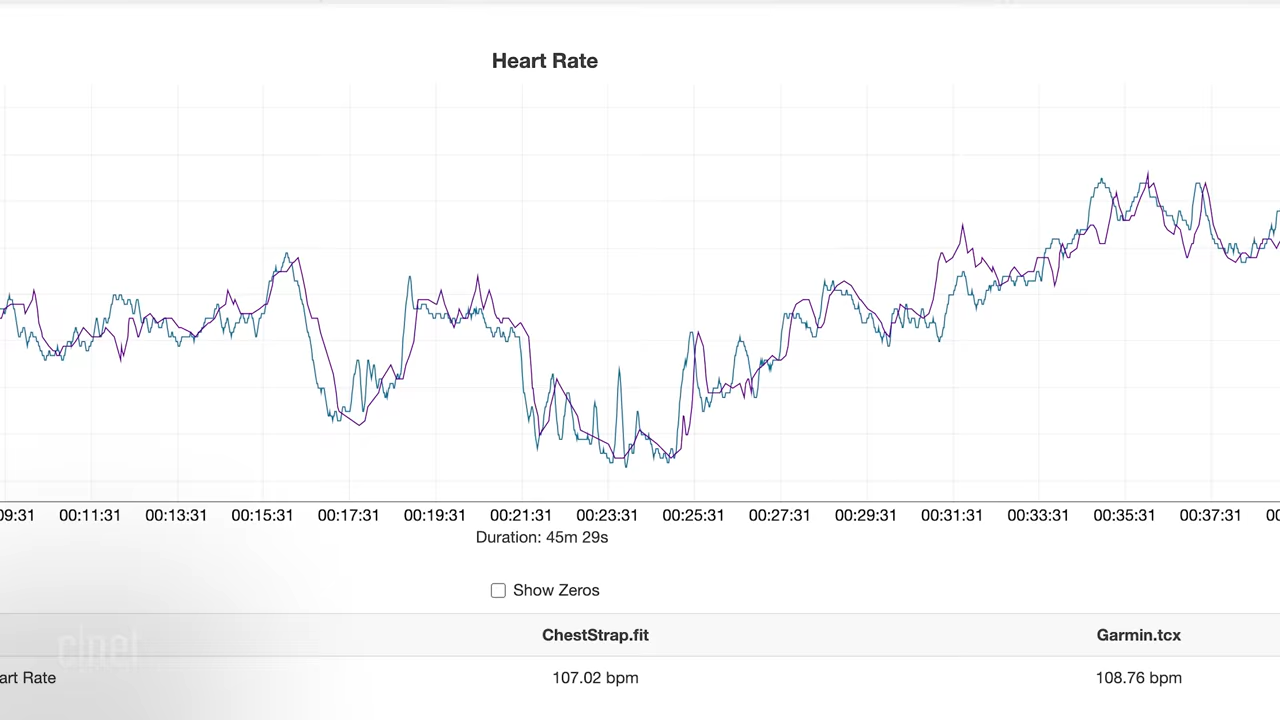 Heart Rate
09:31 00:11:31 00:13:31 00:15:31 00:17:31 00:19:31 00:21:31 00:23:31 00:25:31 00:27:31 00:29:31 00:31:31 00:33:31 00:35:31 00:37:31 00
Duration: 45m 29s
Show Zeros
ChestStrap.fit Garmin.tcx
art Rate 107.02 bpm 108.76 bpm
cnet